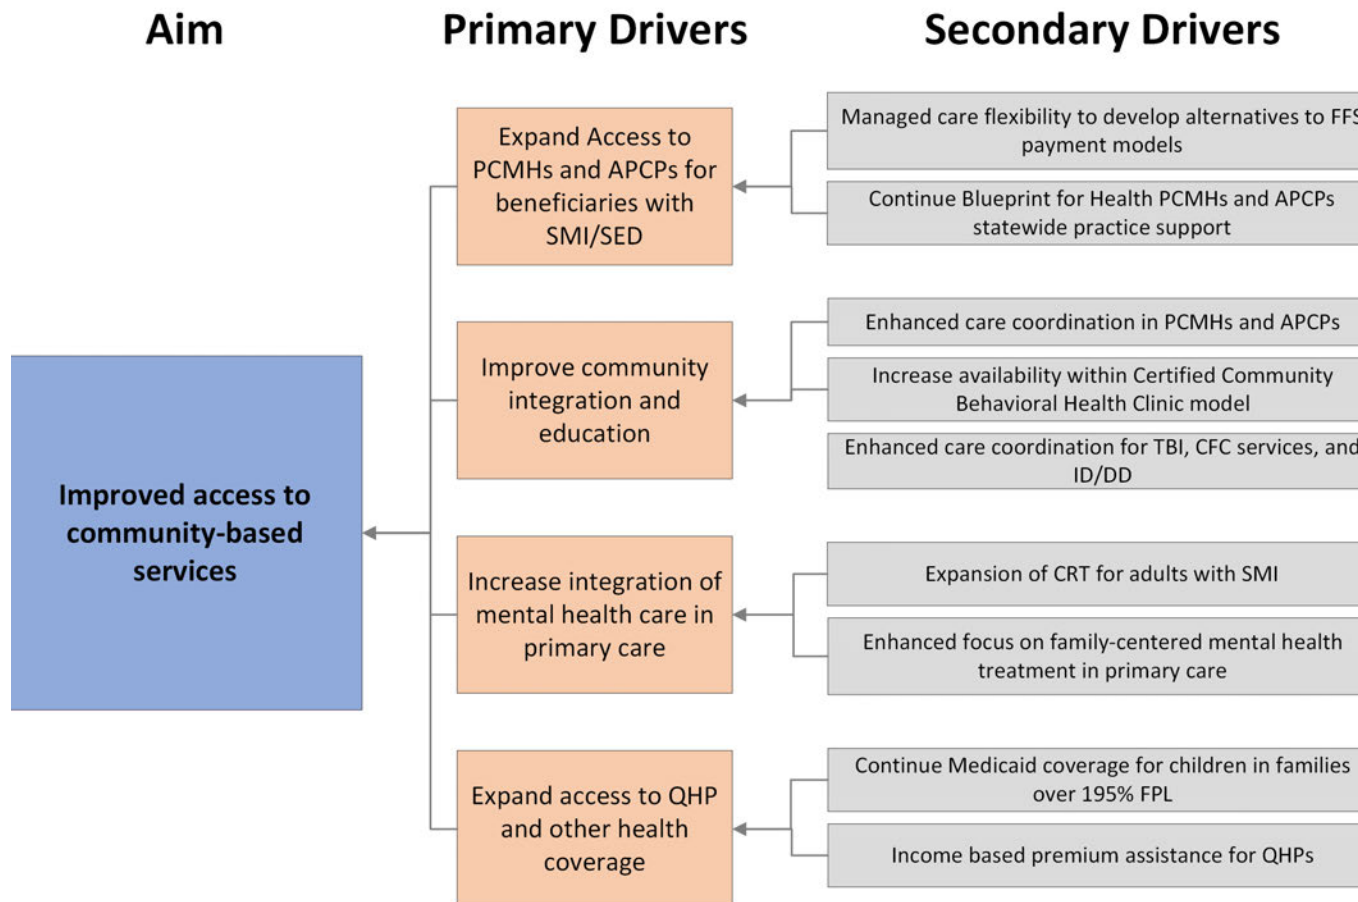 Aim
Primary Drivers
Secondary Drivers
Expand Access to
PCMHs and APCPs for
beneficiaries with
SMI/SED
Managed care flexibility to develop alternatives to FFS
payment models
Continue Blueprint for Health PCMHs and APCPs
statewide practice support
Improve community
integration and
education
Enhanced care coordination in PCMHs and APCPs
Increase availability within Certified Community
Behavioral Health Clinic model
Enhanced care coordination for TBI, CFC services, and
ID/DD
Improved access to
community-based
services
Increase integration of
mental health care in
primary care
Expansion of CRT for adults with SMI
Enhanced focus on family-centered mental health
treatment in primary care
Expand access to QHP
and other health
coverage
Continue Medicaid coverage for children in families
over 195% FPL
Income based premium assistance for QHPs